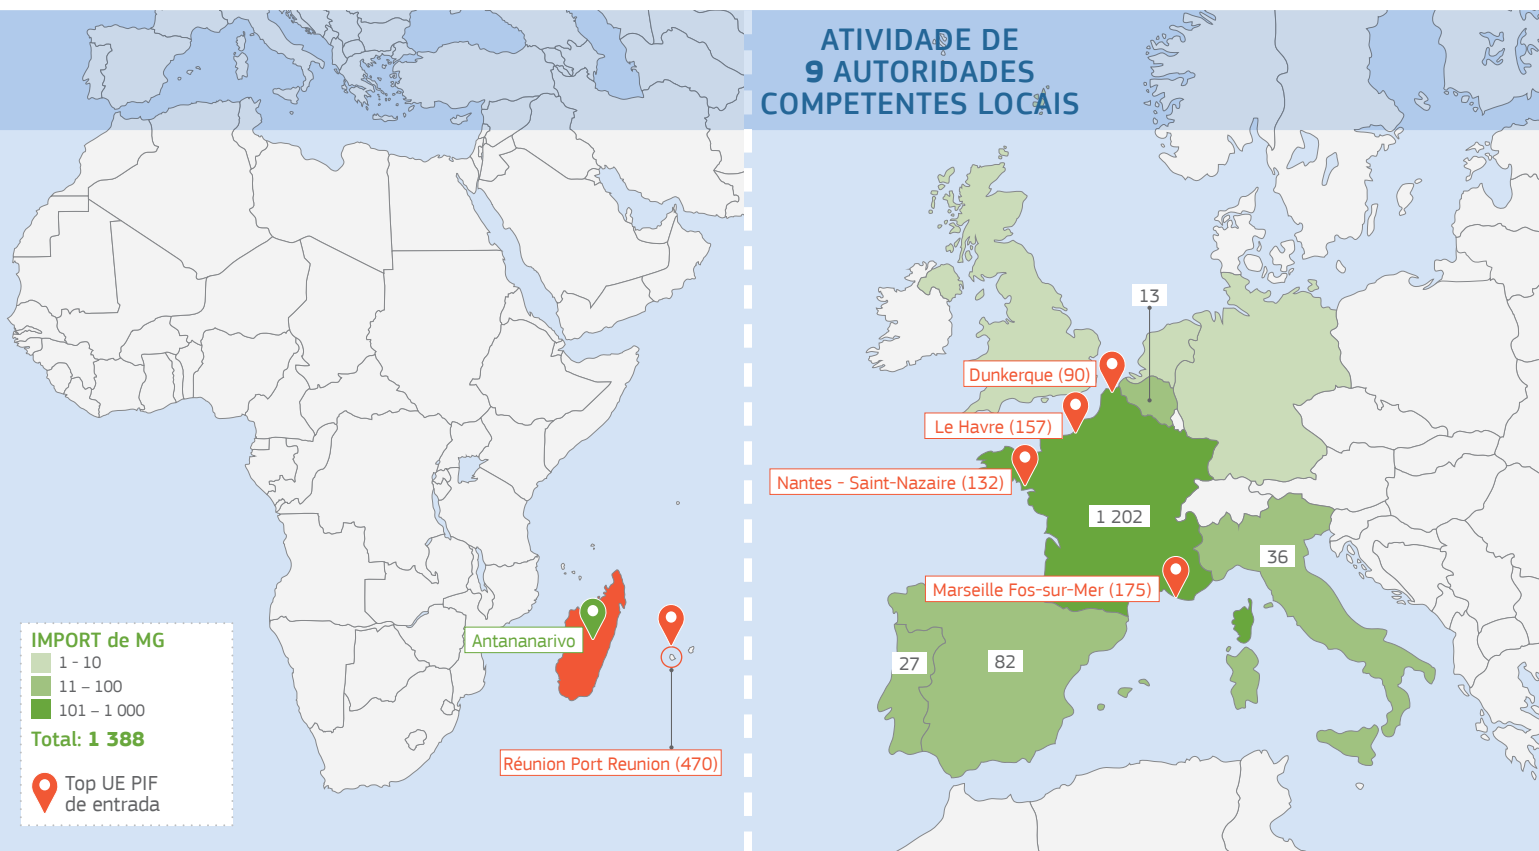 ATIVIDADE DE
9 AUTORIDADES
COMPETENTES LOCAIS
13
Dunkerque (90)
Le Havre (157)
Nantes - Saint-Nazaire (132)
1 202
36
Marseille Fos-sur-Mer (175)
27
82
Antananarivo
Réunion Port Reunion (470)
IMPORT de MG
1 - 10
11 – 100
101 – 1 000
Total: 1 388
Top UE PIF
de entrada